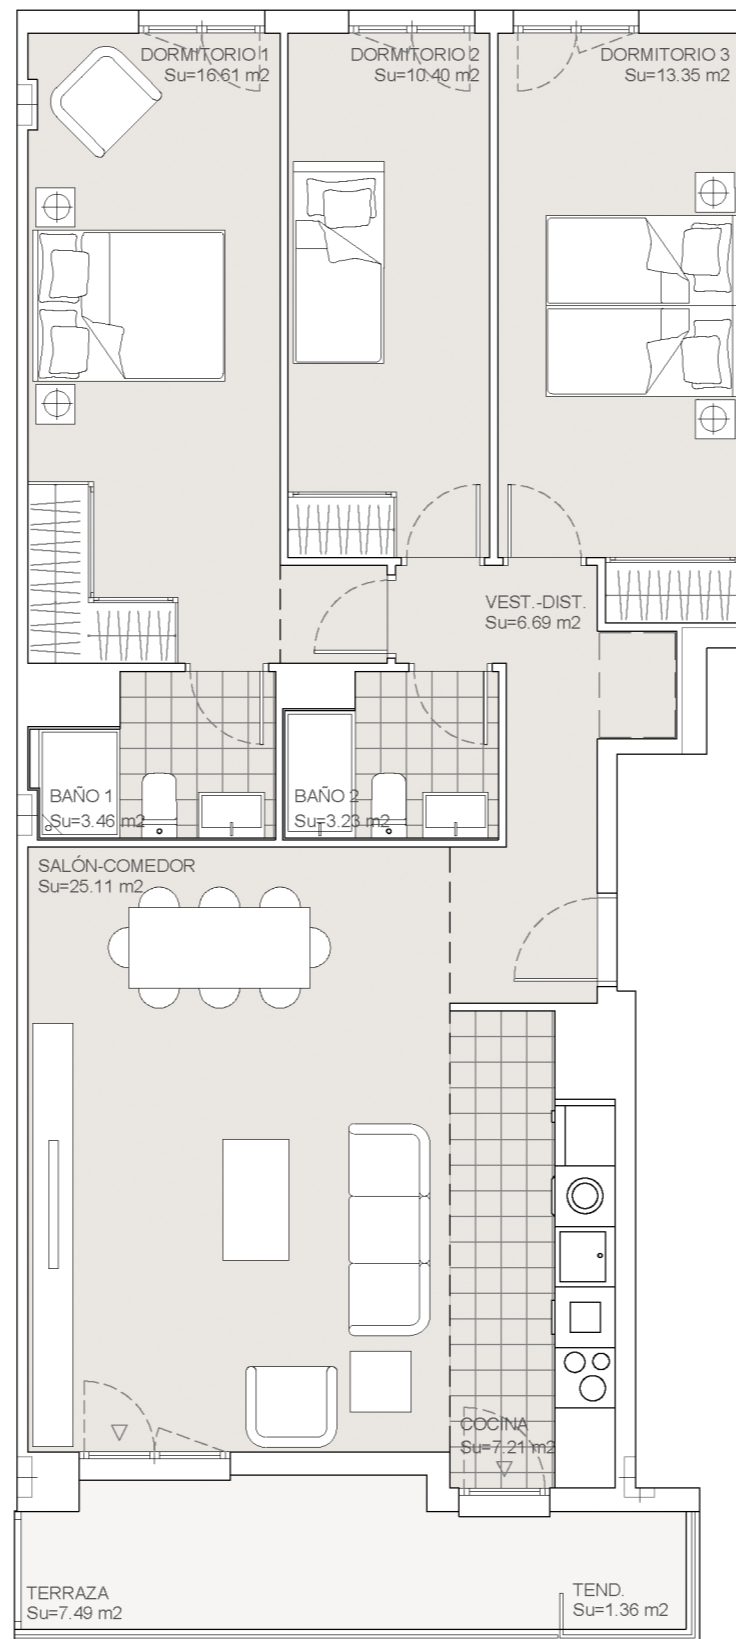 DORMITORIO 1
Su=16.61 m2
DORMITORIO 2
Su=10.40 m2
DORMITORIO 3
Su=13.35 m2
VEST.-DIST.
Su=6.69 m2
BAÑO 1
Su=3.46 m2
BAÑO 2
Su=3.23 m2
SALÓN-COMEDOR
Su=25.11 m2
COCINA
Su=7.21 m2
TERRAZA
Su=7.49 m2
TEND.
Su=1.36 m2